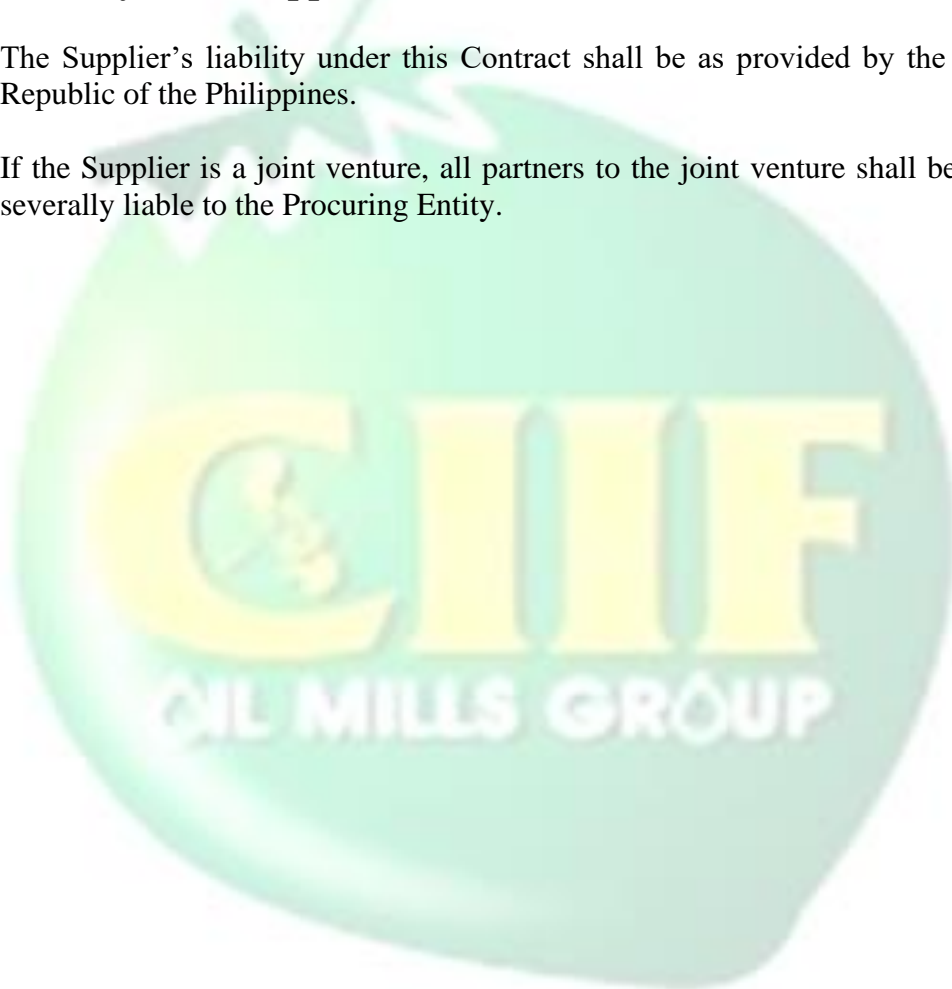 The Supplier’s liability under this Contract shall be as provided by the
Republic of the Philippines.
If the Supplier is a joint venture, all partners to the joint venture shall be
severally liable to the Procuring Entity.
CIIF
OIL MILLS GROUP